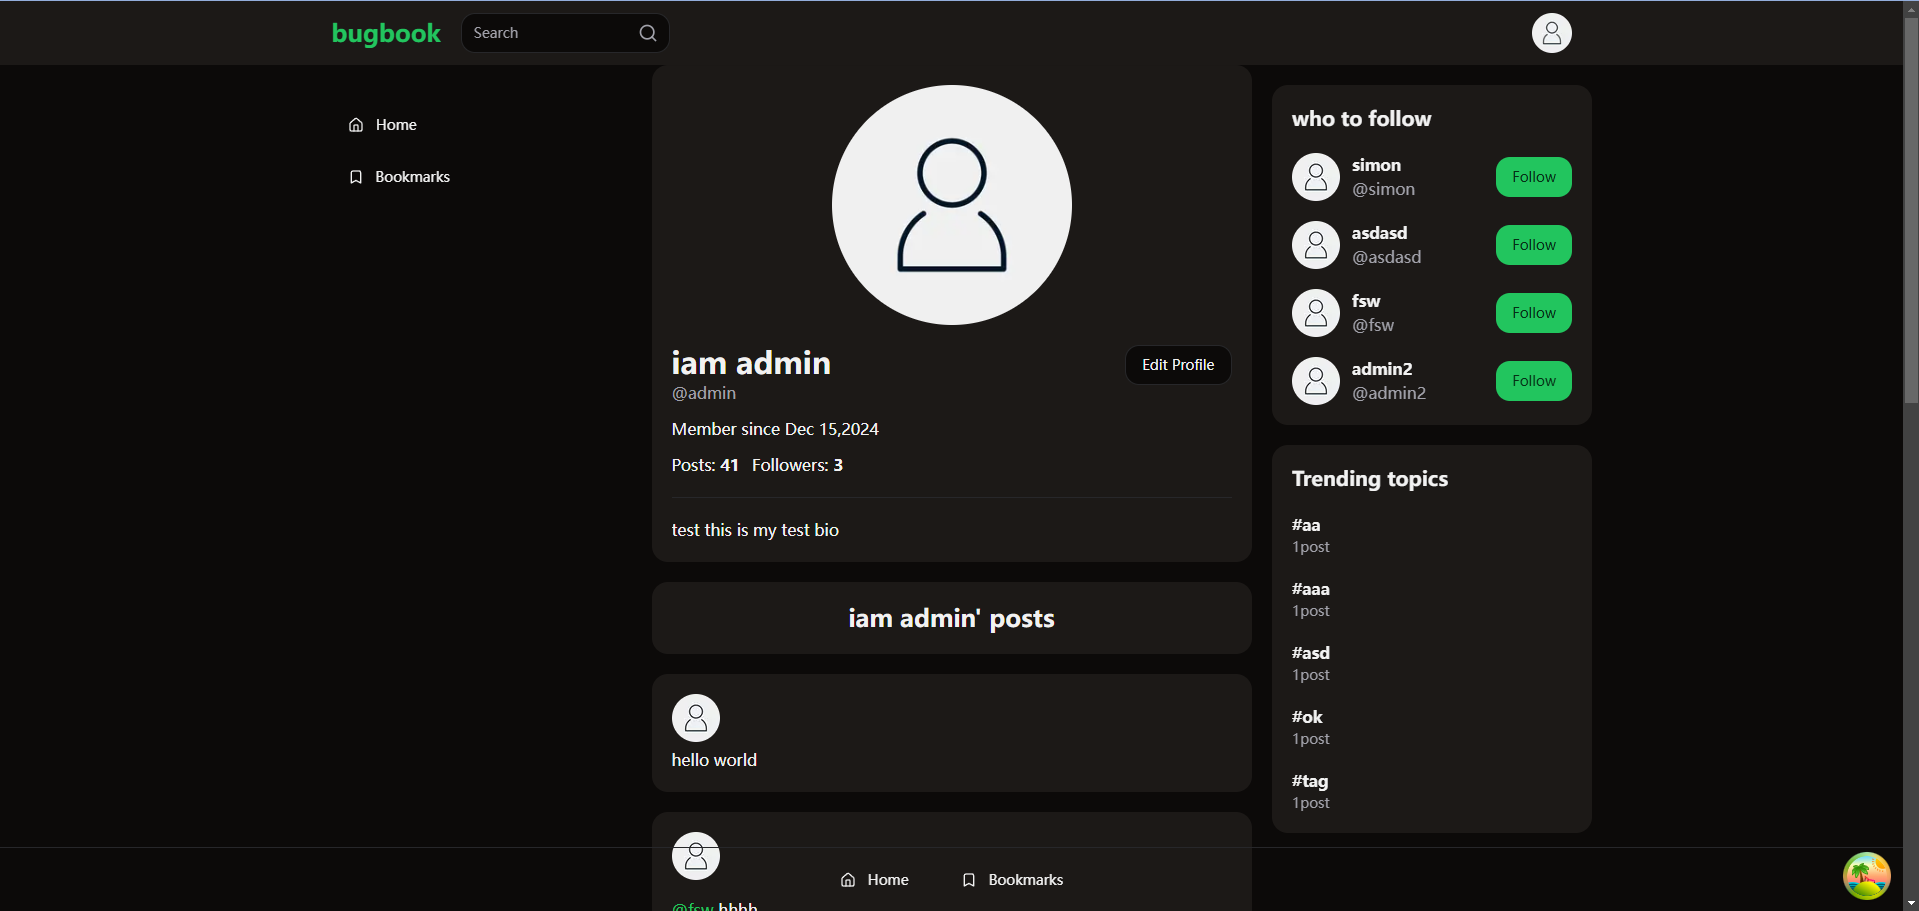 bugbook
Search
Home
Bookmarks
iam admin
@admin
Edit Profile
Member since Dec 15,2024
Posts: 41 Followers: 3
test this is my test bio
iam admin' posts
hello world
@fsw hhhh
Home
Bookmarks
who to follow
simon
@simon
Follow
asdasd
@asdasd
Follow
fsw
@fsw
Follow
admin2
@admin2
Follow
Trending topics
#aa
1post
#aaa
1post
#asd
1post
#ok
1post
#tag
1post